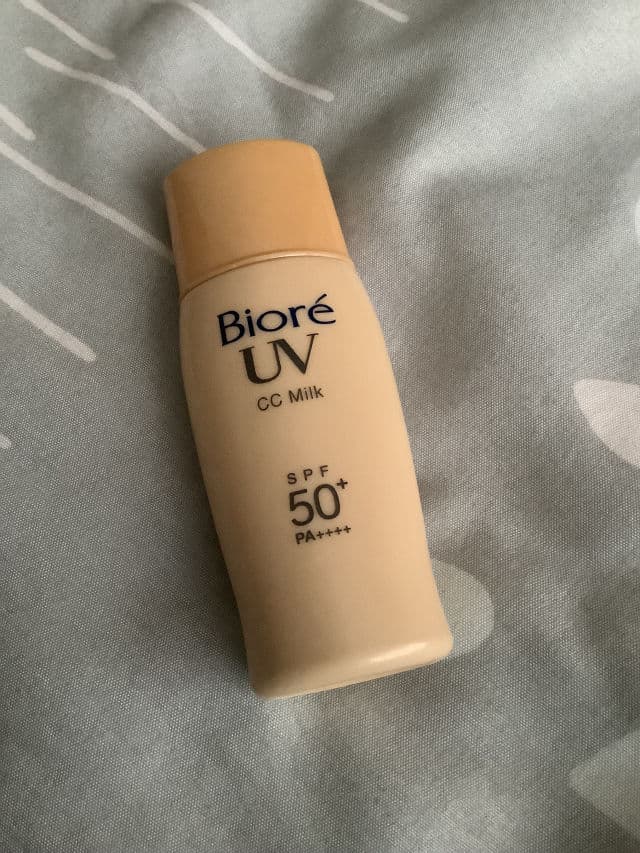 Bioré
UV
CC Milk
SPF
50+
PA++++